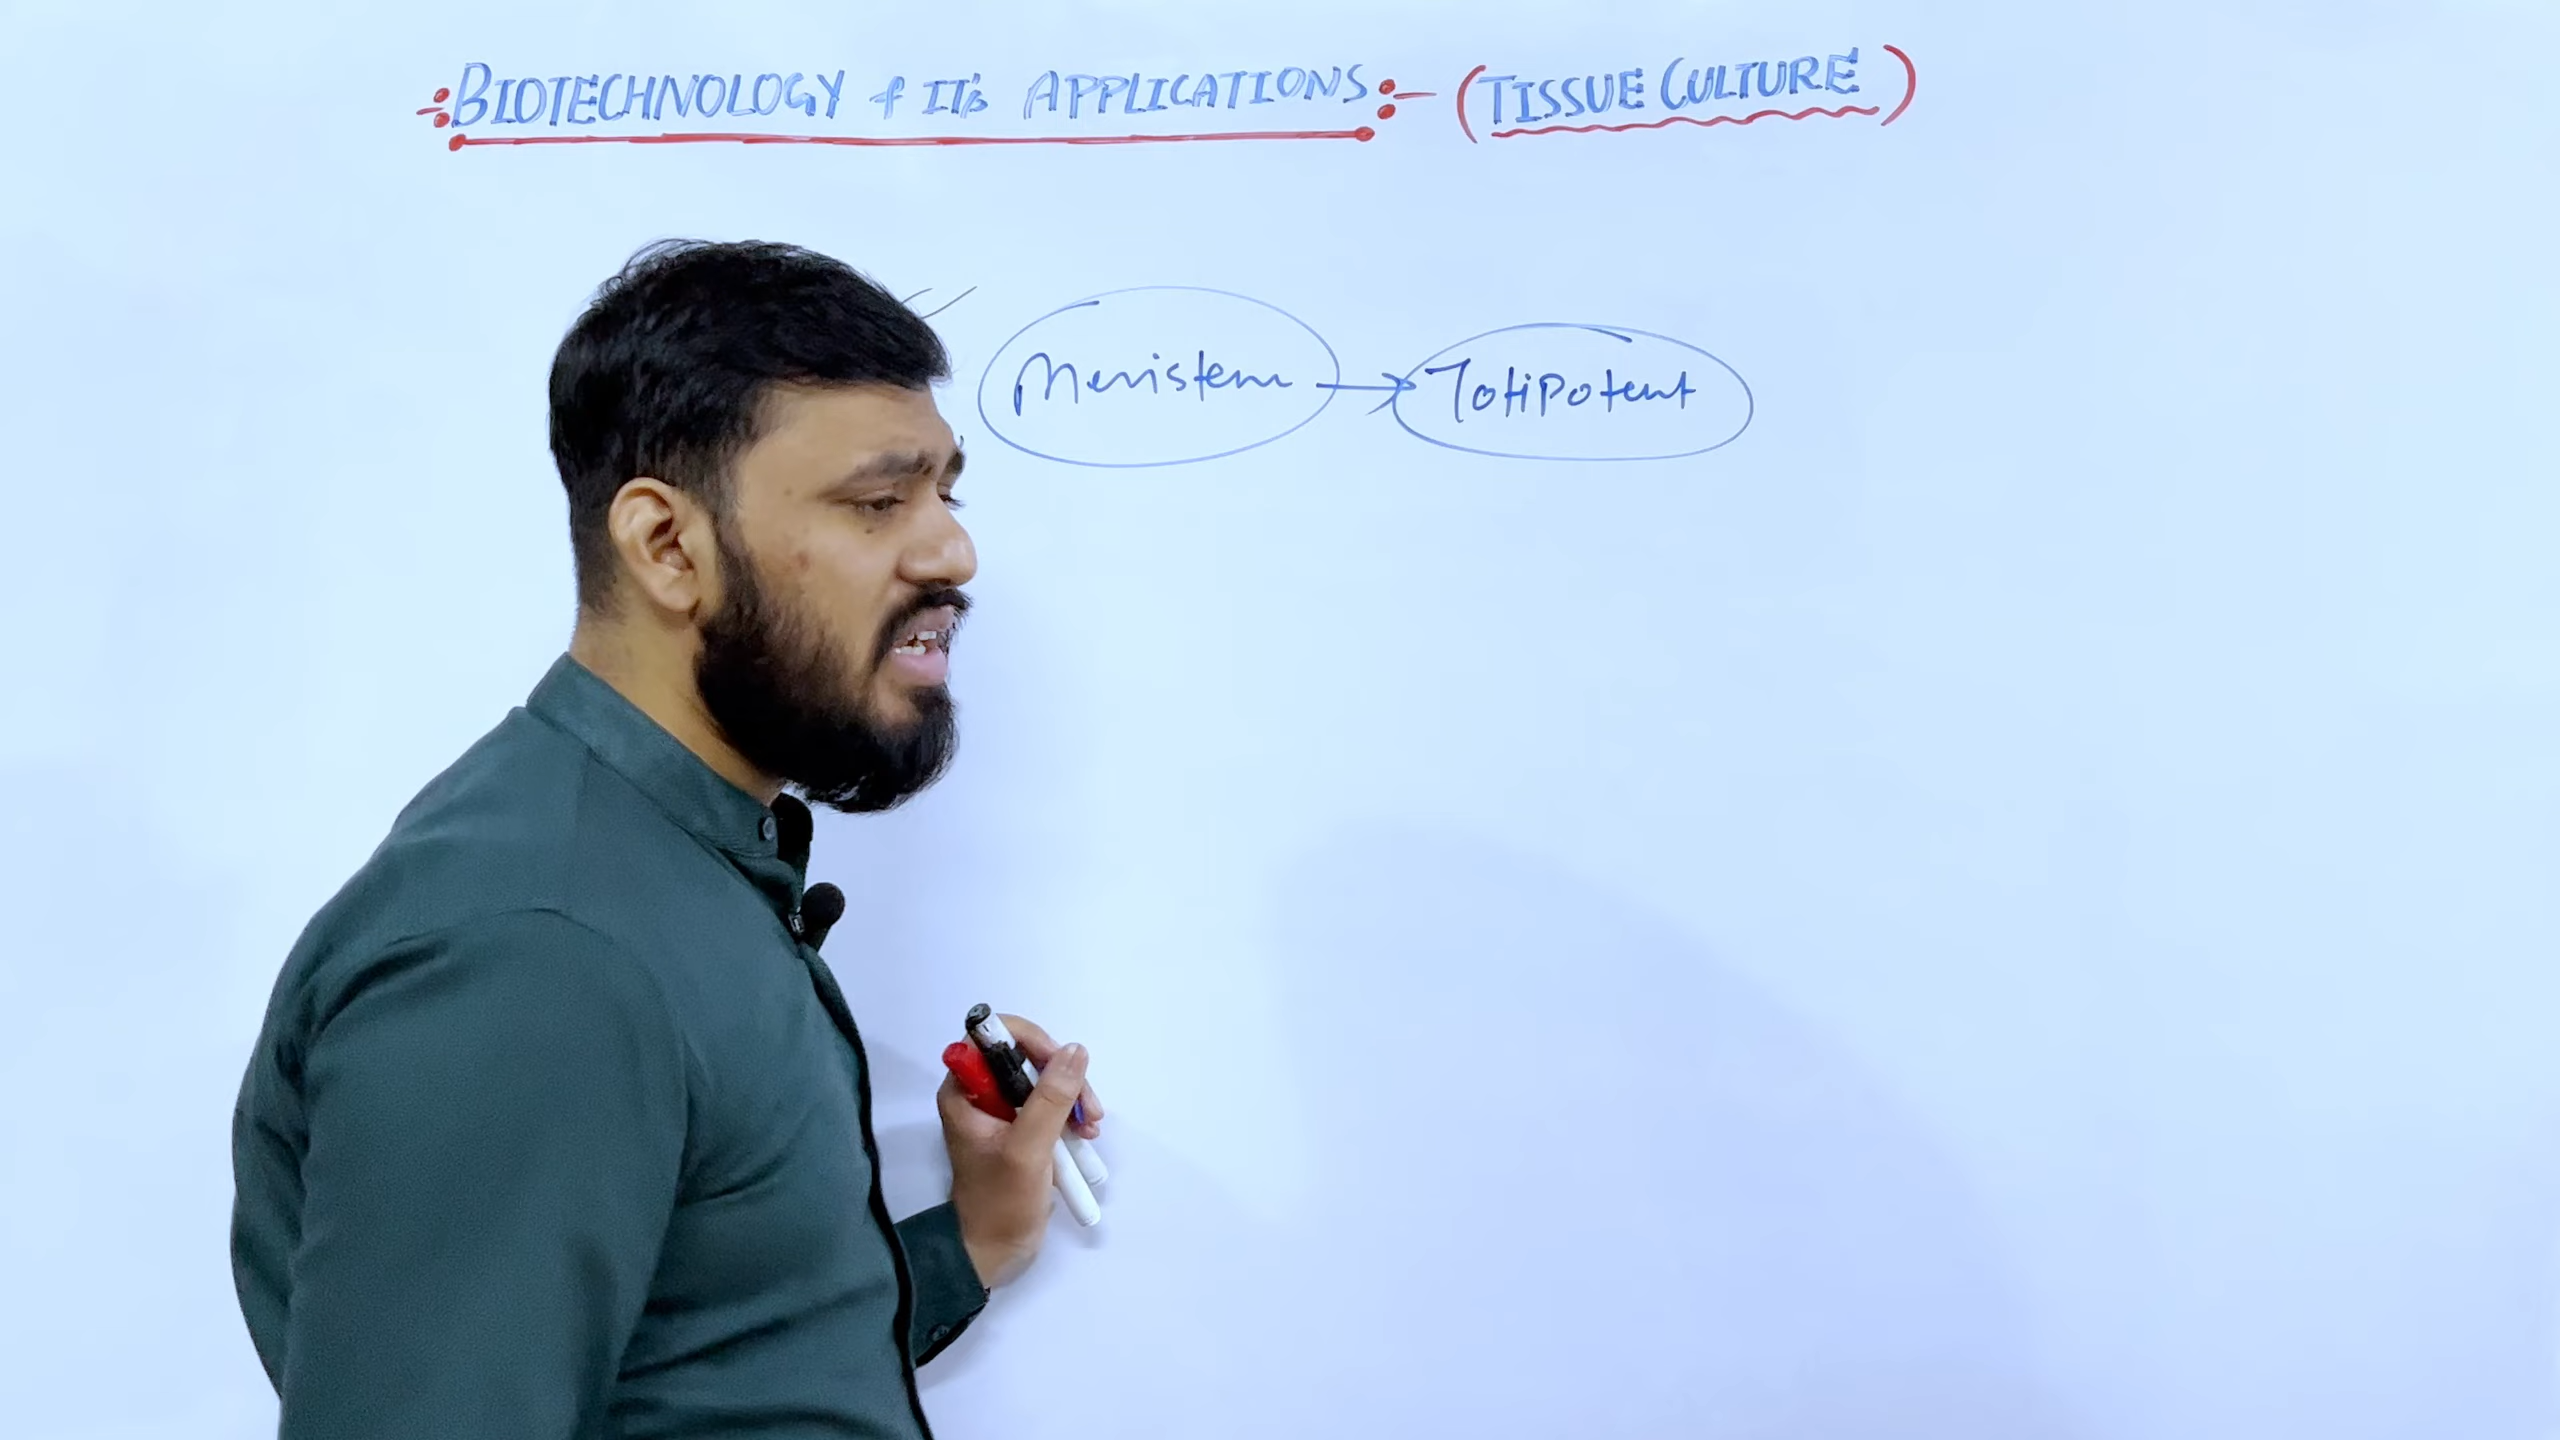 :BIOTECHNOLOGY & IT's APPLICATIONS:- (TISSUE CULTURE)
Meristem → Totipotent